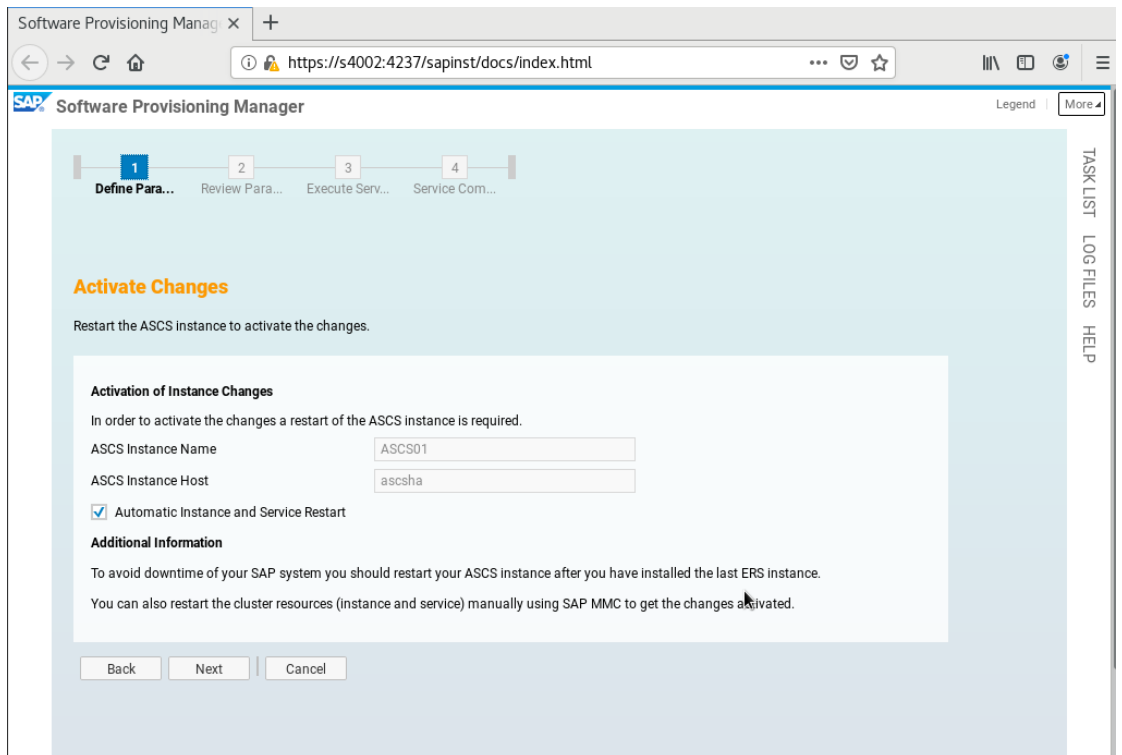 Software Provisioning Manag
https://s4002:4237/sapinst/docs/index.html
SAP Software Provisioning Manager
Legend
More
1
2
3
4
Define Para...
Review Para...
Execute Serv...
Service Com...
TASK LIST
LOG FILES
HELP
Activate Changes
Restart the ASCS instance to activate the changes.
Activation of Instance Changes
In order to activate the changes a restart of the ASCS instance is required.
ASCS Instance Name
ASCS01
ASCS Instance Host
ascsha
Automatic Instance and Service Restart
Additional Information
To avoid downtime of your SAP system you should restart your ASCS instance after you have installed the last ERS instance.
You can also restart the cluster resources (instance and service) manually using SAP MMC to get the changes activated.
Back
Next
Cancel